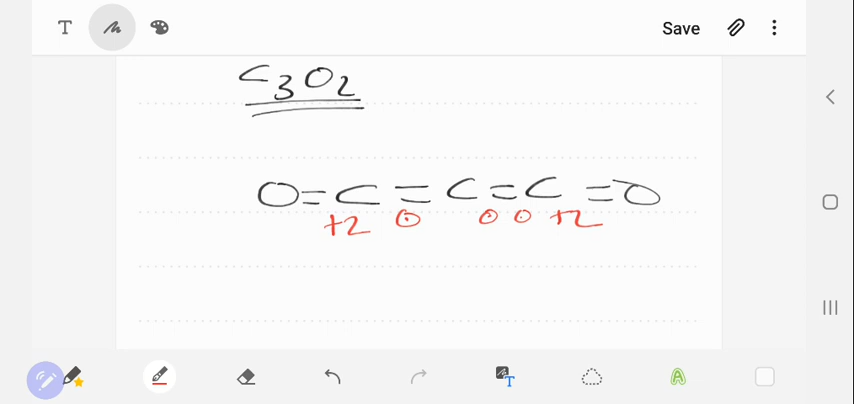 T Save
C3O2
O=C=C=C=O
+2 0 0 0 +2
T
A